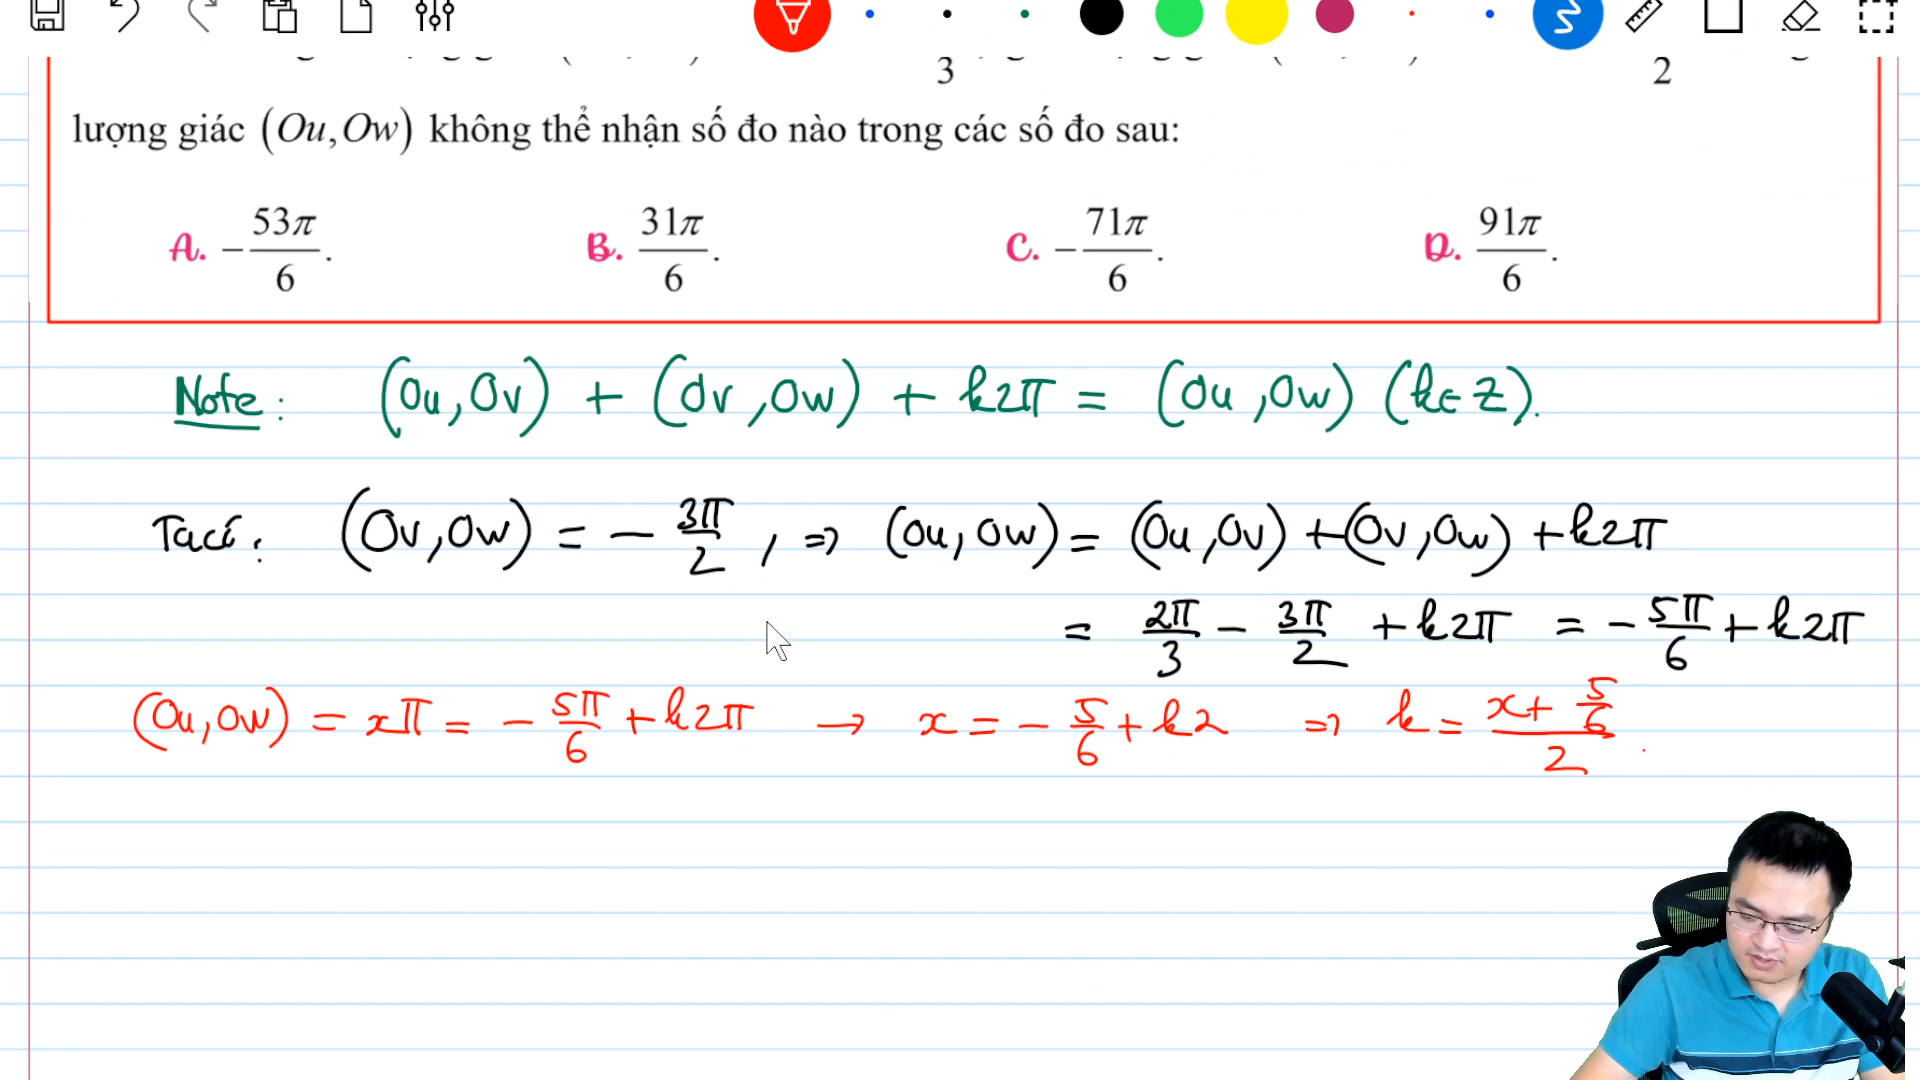 3 2
lượng giác (Ou,Ow) không thể nhận số đo nào trong các số đo sau:
A. -53π/6. B. 31π/6. C. -71π/6. D. 91π/6.
Note: (Ou,Ov) + (Ov,Ow) + k2π = (Ou,Ow) (k∈Z).
Ta có: (Ov,Ow) = -3π/2, ⇒ (Ou,Ow) = (Ou,Ov) + (Ov,Ow) + k2π
= 2π/3 - 3π/2 + k2π = -5π/6 + k2π
(Ou,Ow) = xπ = -5π/6 + k2π → x = -5/6 + k2 ⇒ k = (x + 5/6)/2